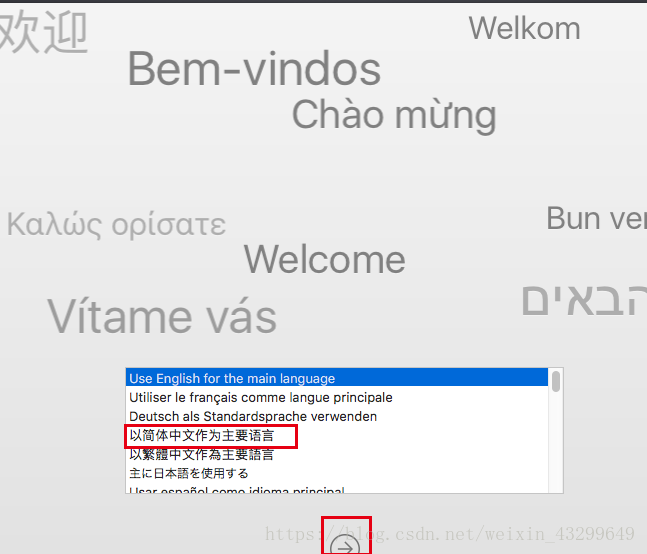 欢迎
Welkom
Bem-vindos
Chào mừng
Καλώς ορίσατε
Bun ve
Welcome
הבאים
Vítame vás
Use English for the main language
Utiliser le français comme langue principale
Deutsch als Standardsprache verwenden
以简体中文作为主要语言
以繁體中文作為主要語言
主に日本語を使用する
Usar español como idioma principal
https://blog.csdn.net/weixin_43299649